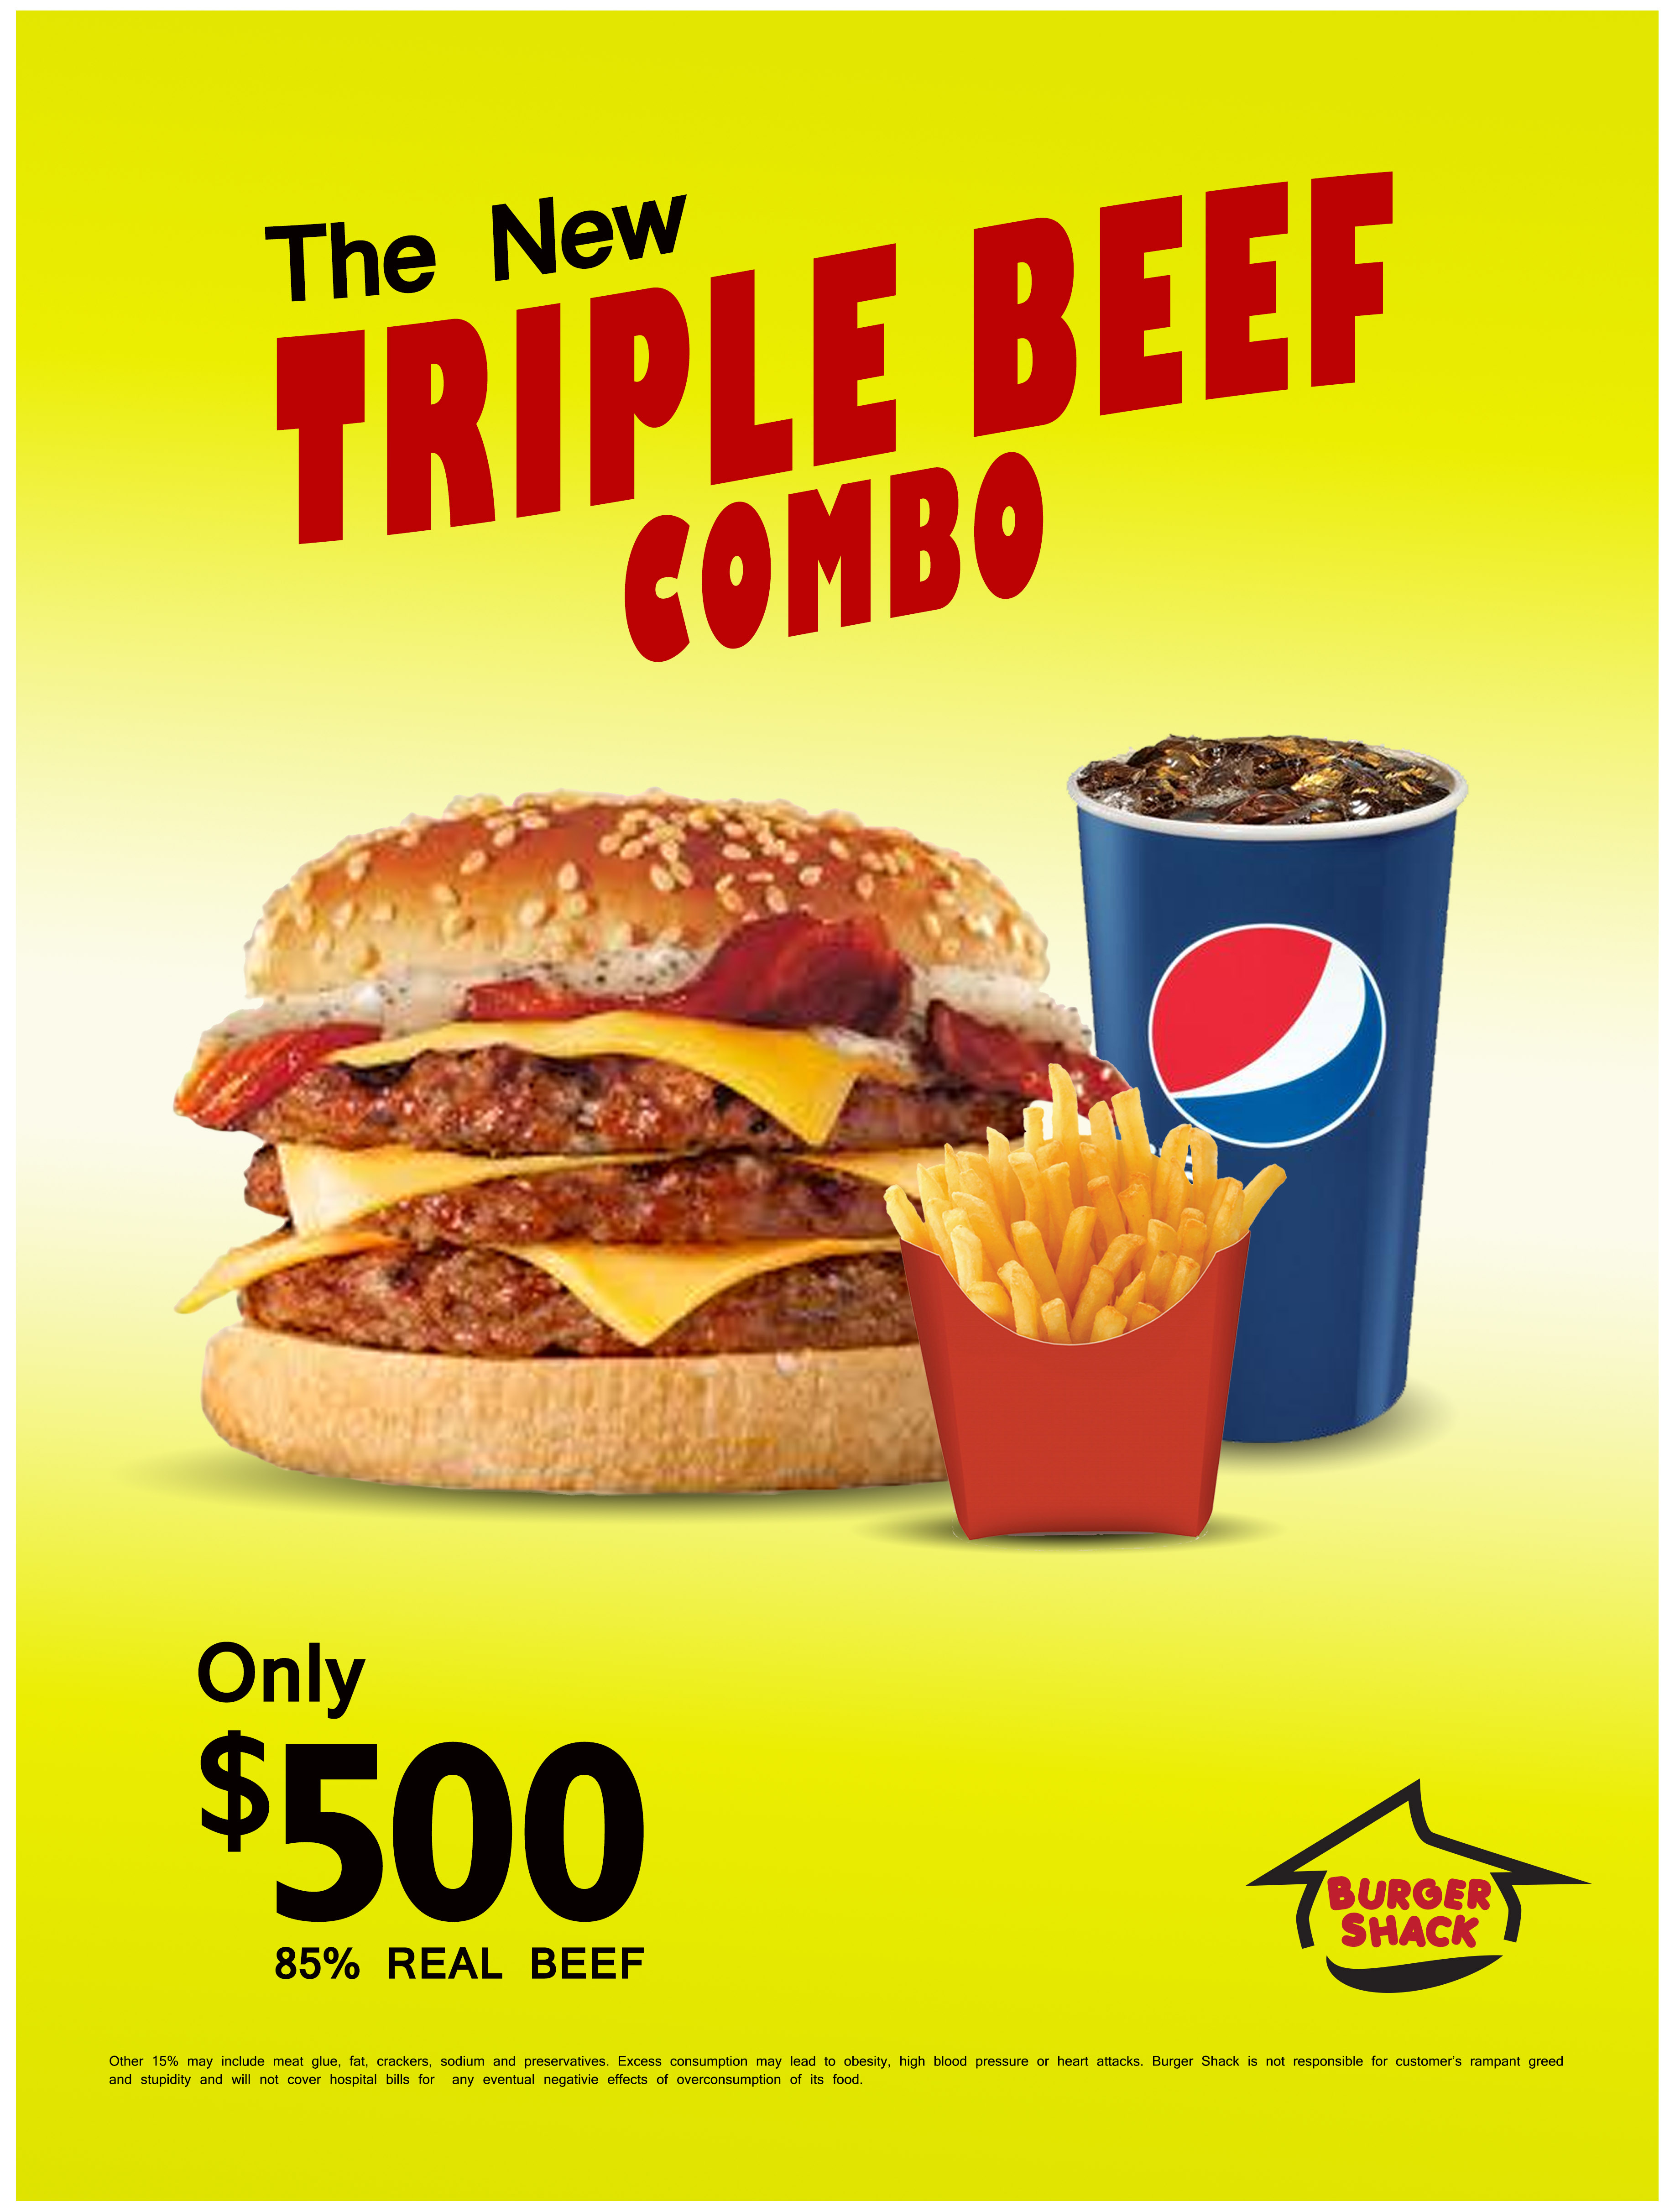 The New
TRIPLE BEEF
COMBO
Only
$500
85% REAL BEEF
BURGER
SHACK
Other 15% may include meat glue, fat, crackers, sodium and preservatives. Excess consumption may lead to obesity, high blood pressure or heart attacks. Burger Shack is not responsible for customer's rampant greed
and stupidity and will not cover hospital bills for any eventual negativie effects of overconsumption of its food.